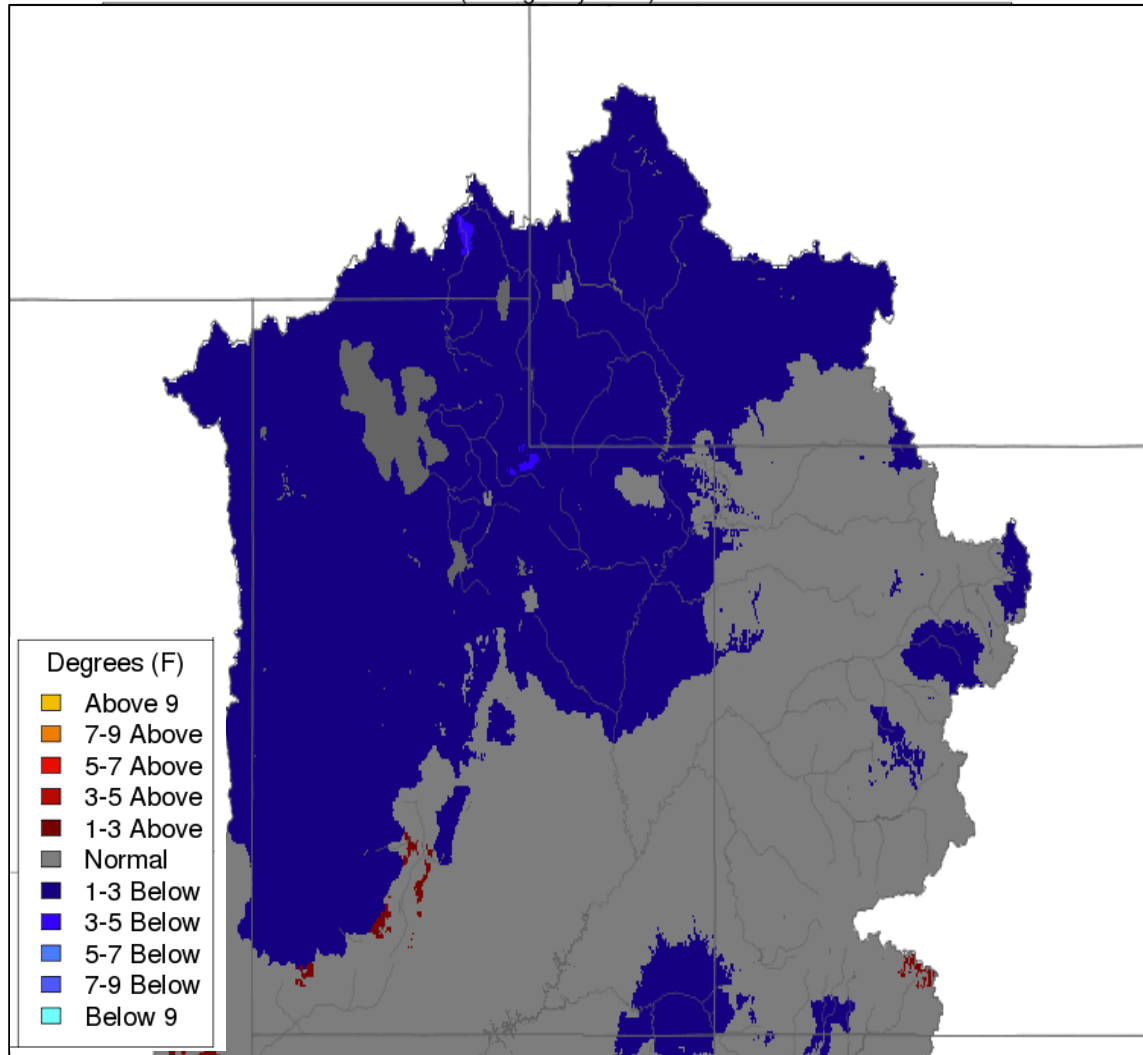 Degrees (F)
Above 9
7-9 Above
5-7 Above
3-5 Above
1-3 Above
Normal
1-3 Below
3-5 Below
5-7 Below
7-9 Below
Below 9